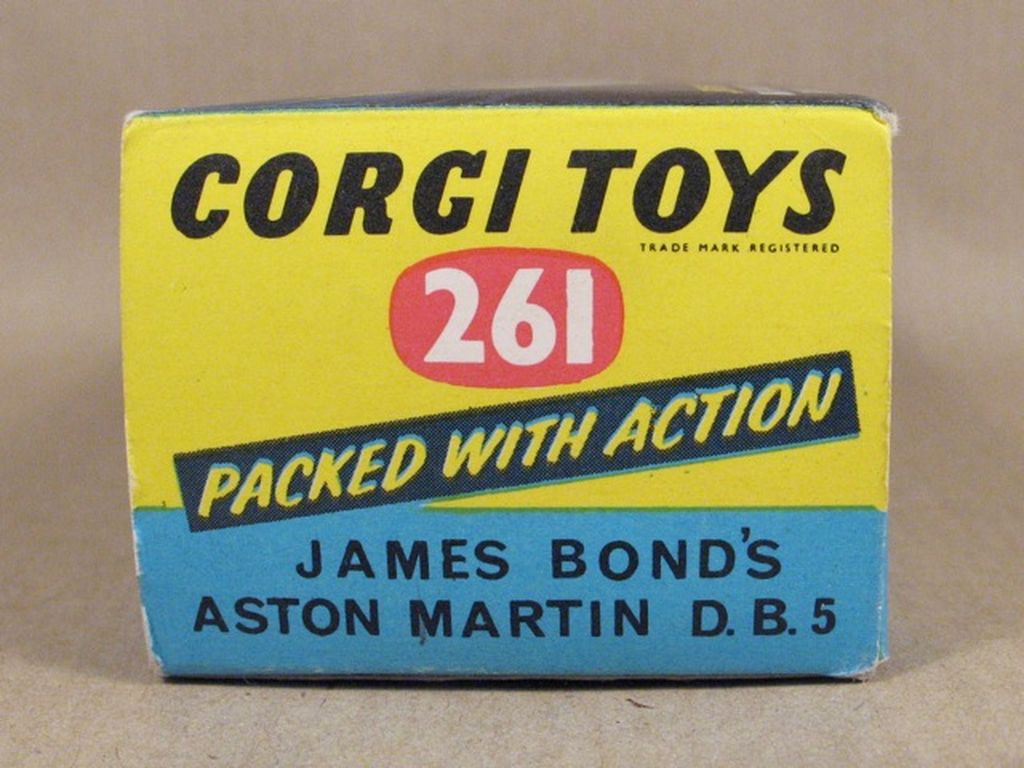 CORGI TOYS
TRADE MARK REGISTERED
261
PACKED WITH ACTION
JAMES BOND'S
ASTON MARTIN D.B.5